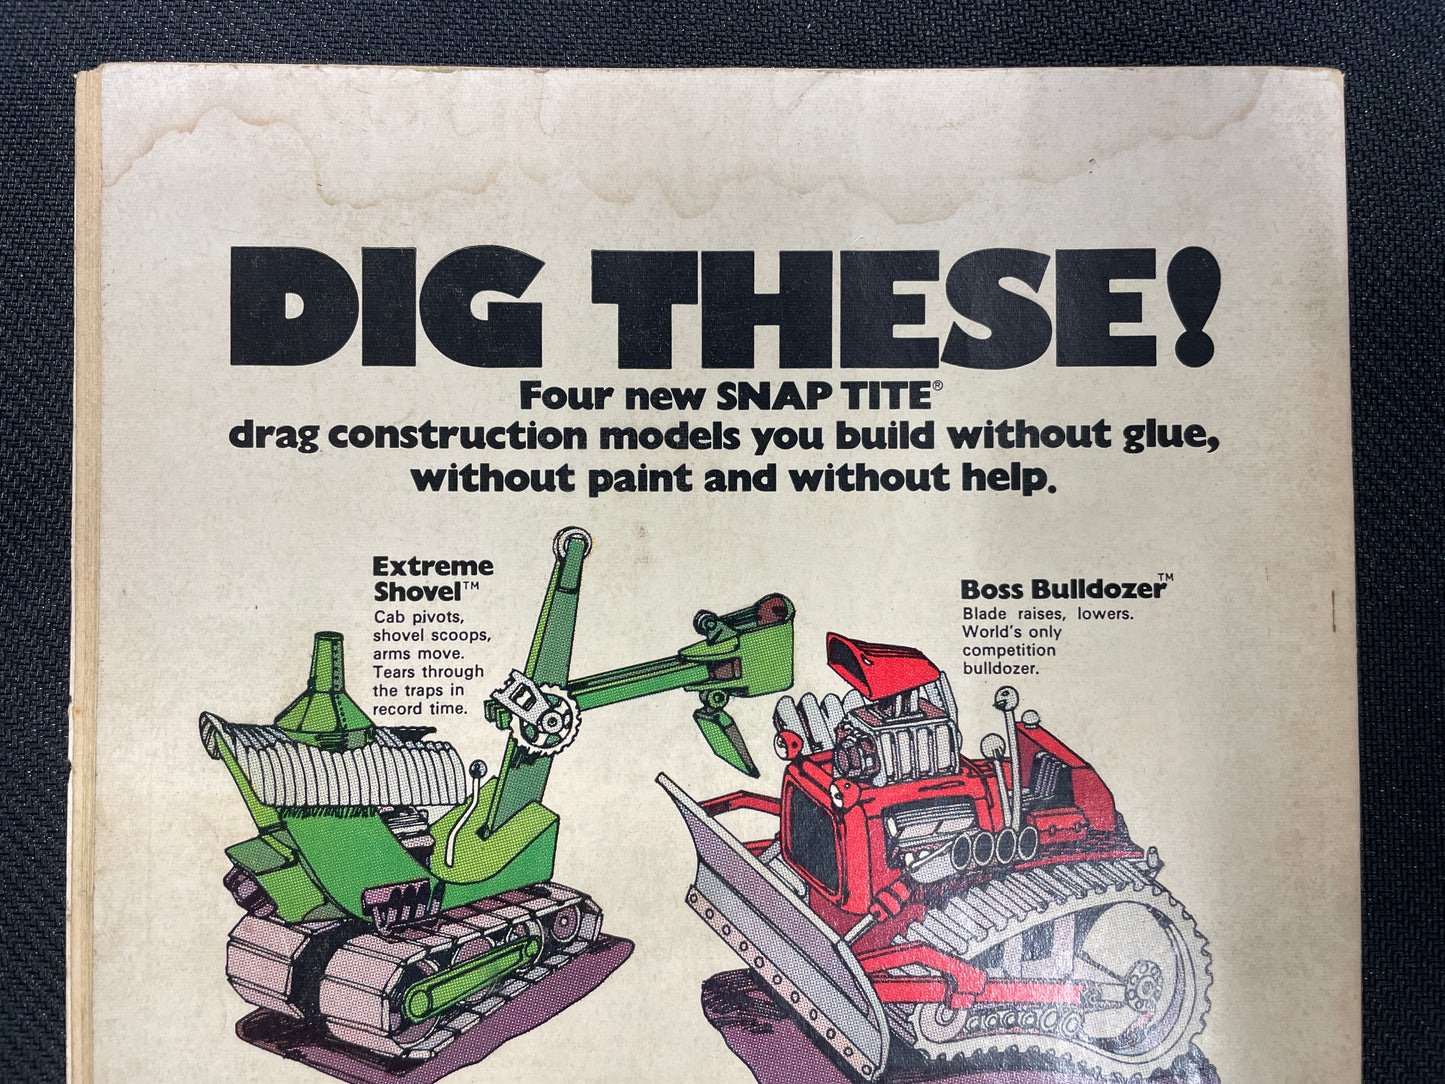 DIG THESE!
Four new SNAP TITE®
drag construction models you build without glue,
without paint and without help.
Extreme
Shovel™
Cab pivots,
shovel scoops,
arms move.
Tears through
the traps in
record time.
Boss Bulldozer™
Blade raises, lowers.
World's only
competition
bulldozer.